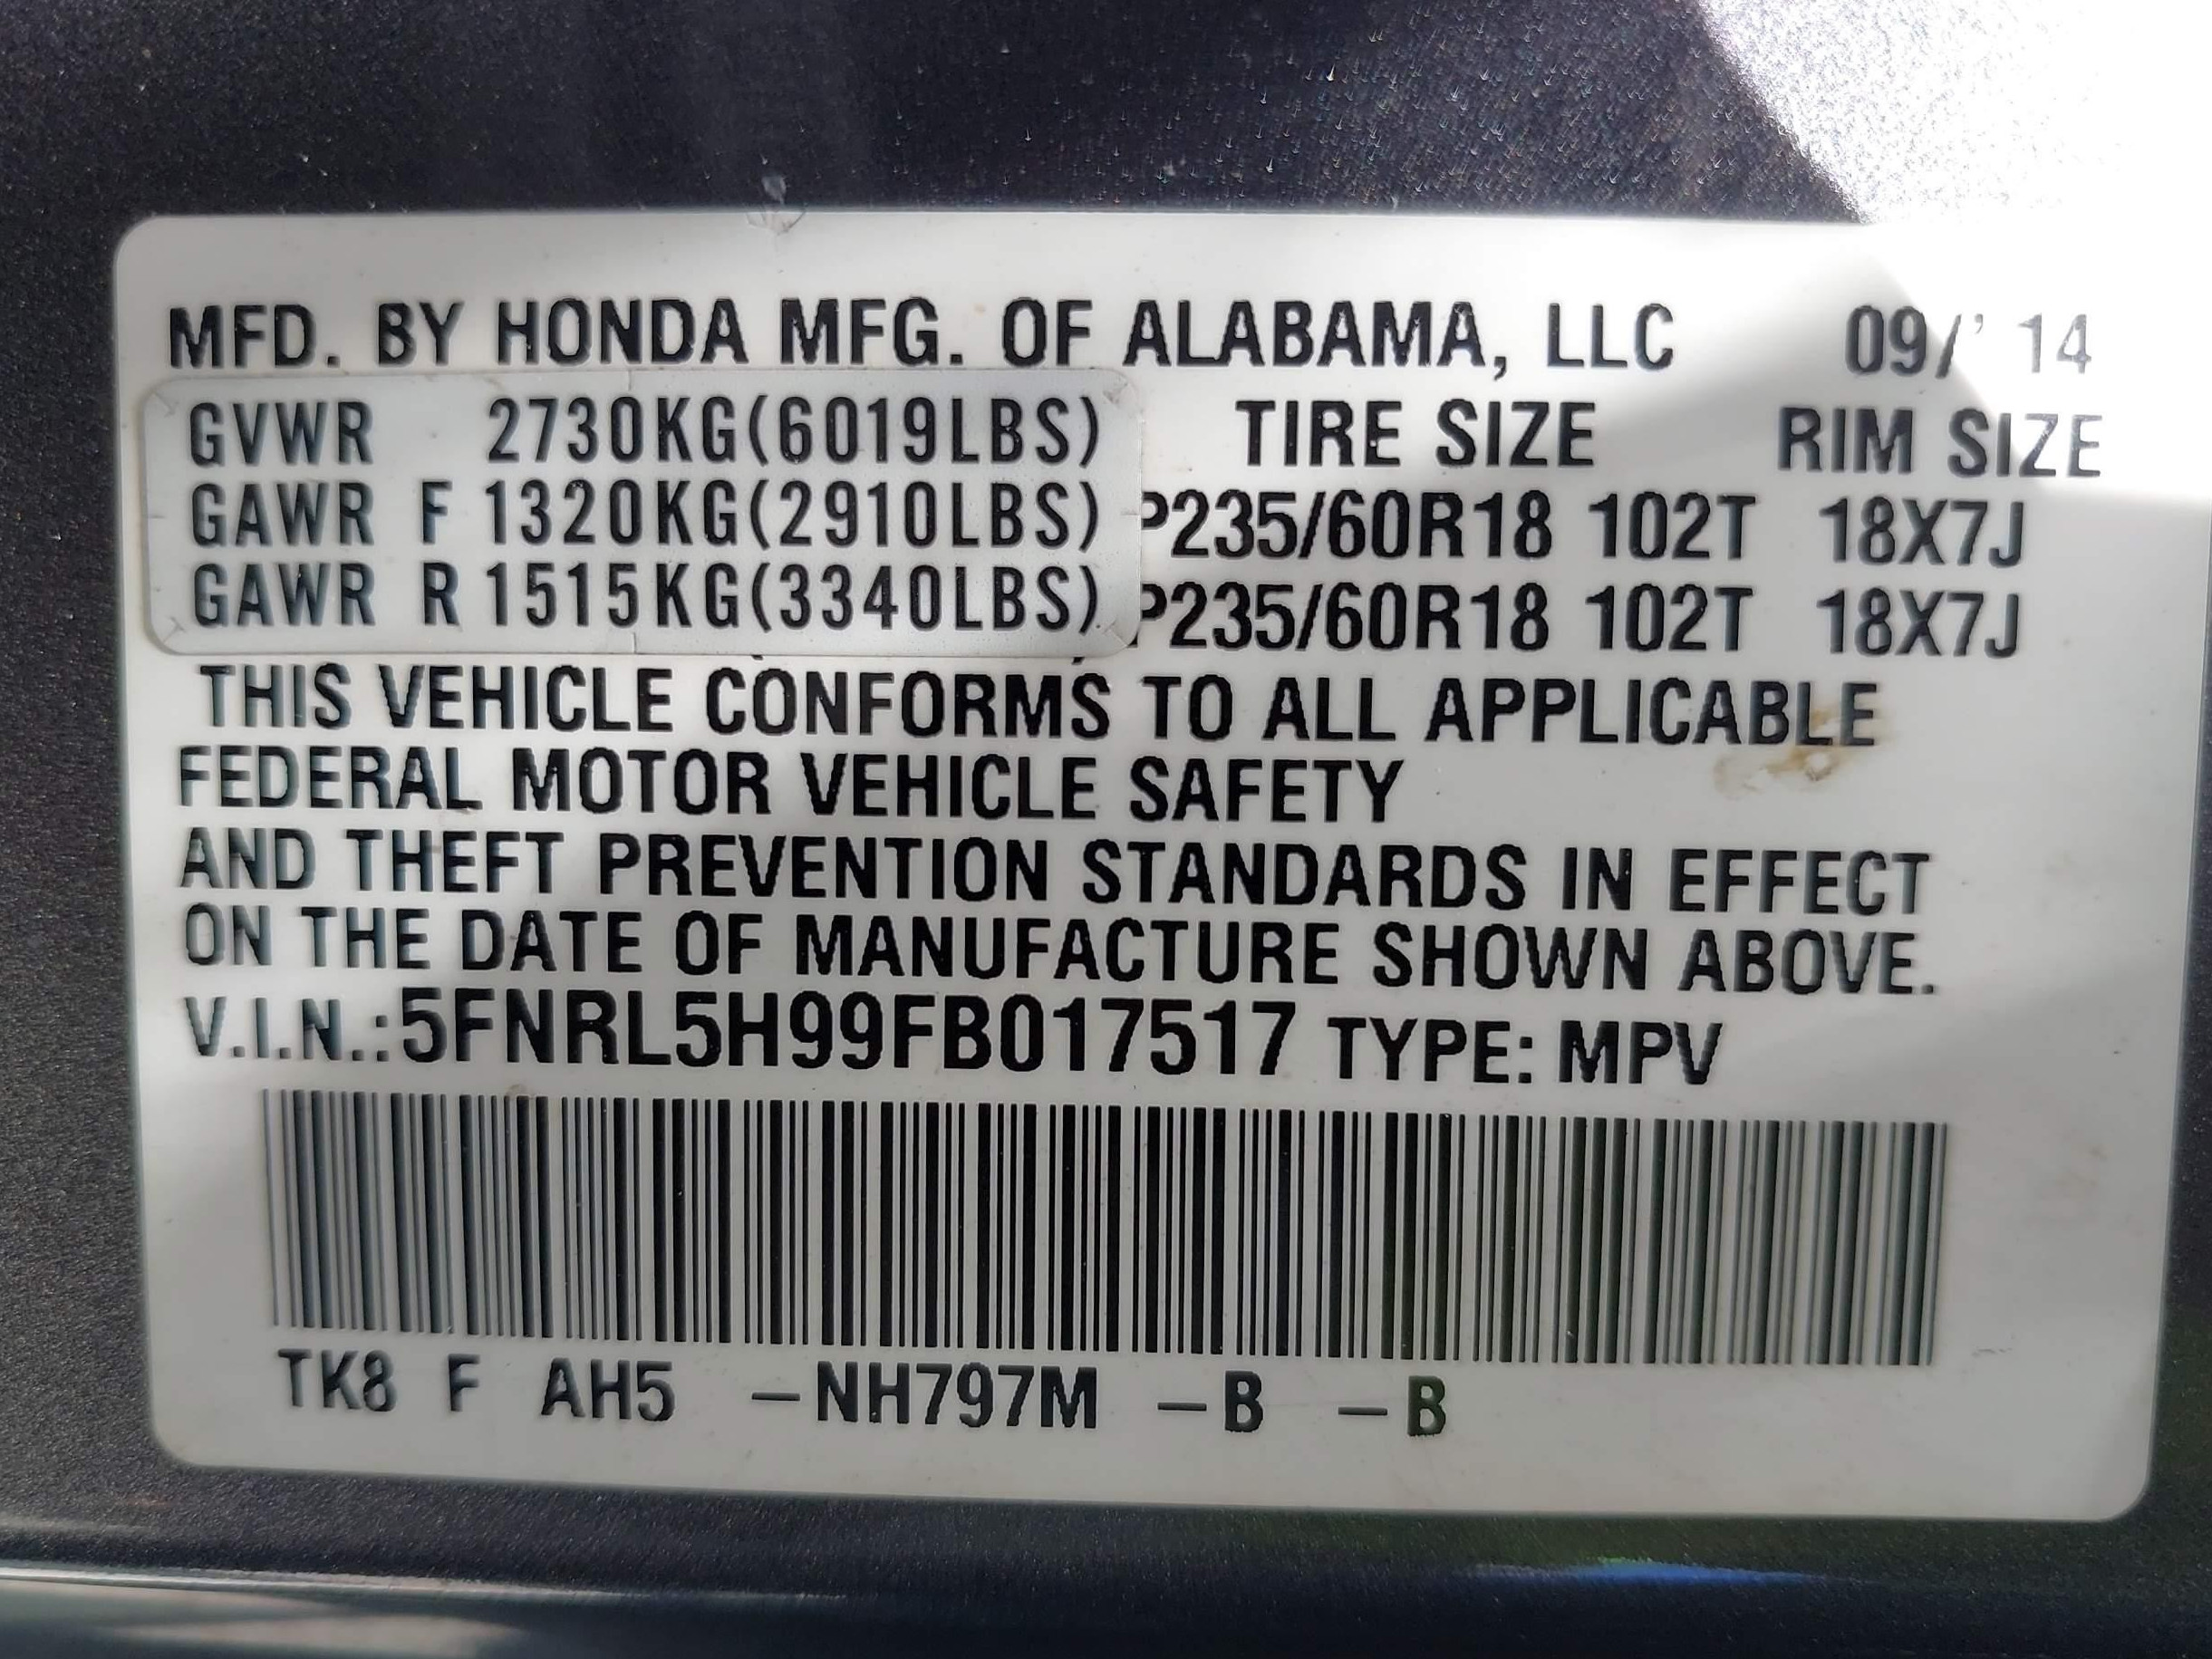 MFD. BY HONDA MFG. OF ALABAMA, LLC 09/' 14
GVWR 2730KG(6019LBS) TIRE SIZE RIM SIZE
GAWR F 1320KG(2910LBS) P235/60R18 102T 18X7J
GAWR R 1515KG(3340LBS) P235/60R18 102T 18X7J
THIS VEHICLE CONFORMS TO ALL APPLICABLE
FEDERAL MOTOR VEHICLE SAFETY
AND THEFT PREVENTION STANDARDS IN EFFECT
ON THE DATE OF MANUFACTURE SHOWN ABOVE.
V.I.N.:5FNRL5H99FB017517 TYPE: MPV
TK8 F AH5 –NH797M –B –B